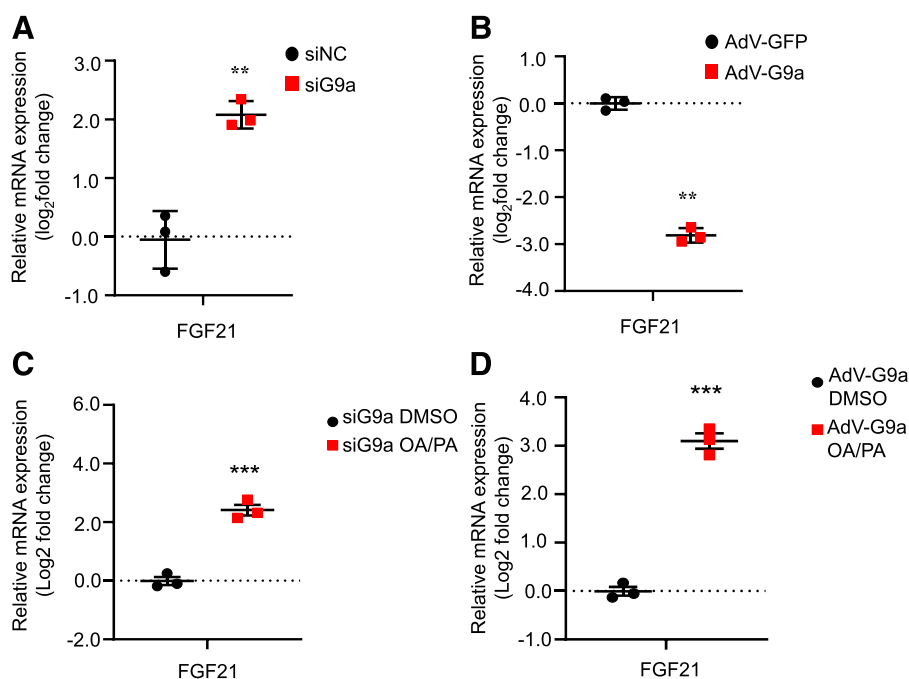 A
siNC
siG9a
Relative mRNA expression
(log2fold change)
3.0
2.0
1.0
0.0
-1.0
**
FGF21
B
AdV-GFP
AdV-G9a
Relative mRNA expression
(log2fold change)
1.0
0.0
-1.0
-2.0
-3.0
-4.0
**
FGF21
C
siG9a DMSO
siG9a OA/PA
Relative mRNA expression
(Log2 fold change)
6.0
4.0
2.0
0.0
-2.0
***
FGF21
D
AdV-G9a
DMSO
AdV-G9a
OA/PA
Relative mRNA expression
(Log2 fold change)
4.0
3.0
2.0
1.0
0.0
-1.0
***
FGF21